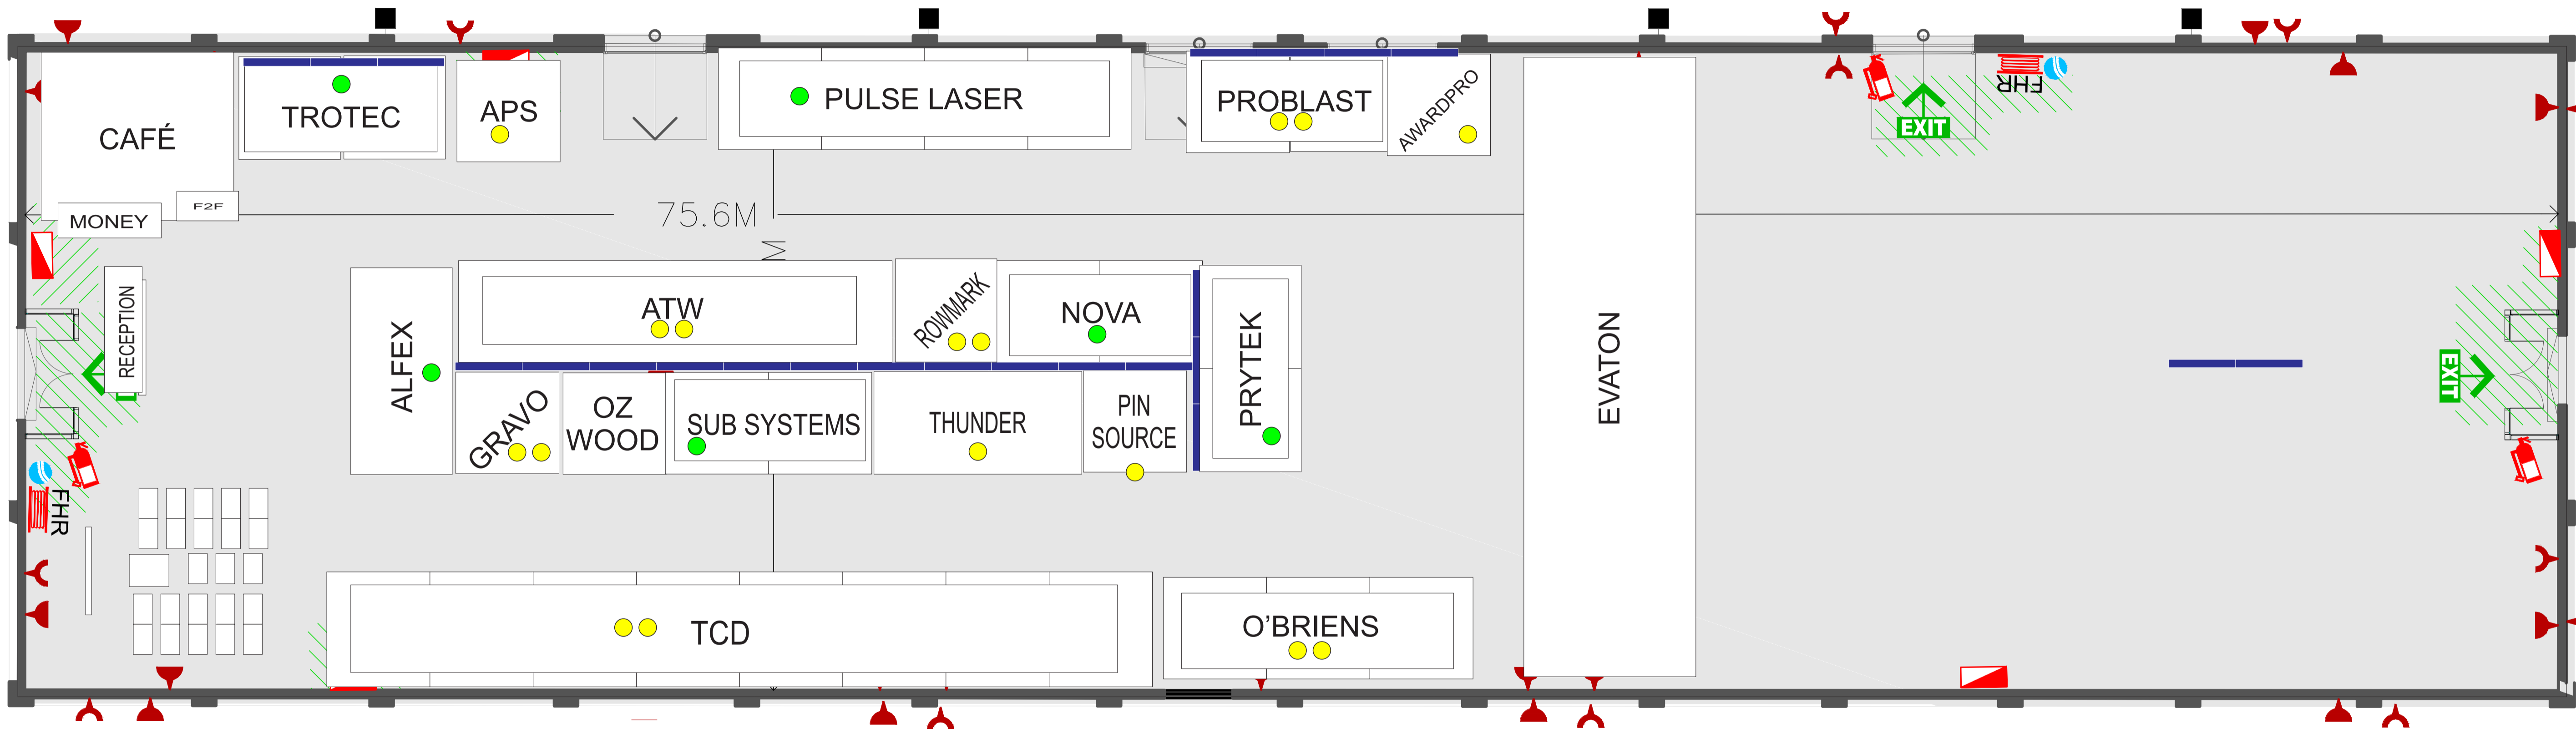 CAFÉ
TROTEC
APS
PULSE LASER
PROBLAST
AWARDPRO
FHR
EXIT
MONEY
F2F
75.6M
M
RECEPTION
ALFEX
ATW
ROWMARK
NOVA
PRYTEK
EVATON
EXIT
GRAVO
OZ
WOOD
SUB SYSTEMS
THUNDER
PIN
SOURCE
FHR
TCD
O’BRIENS